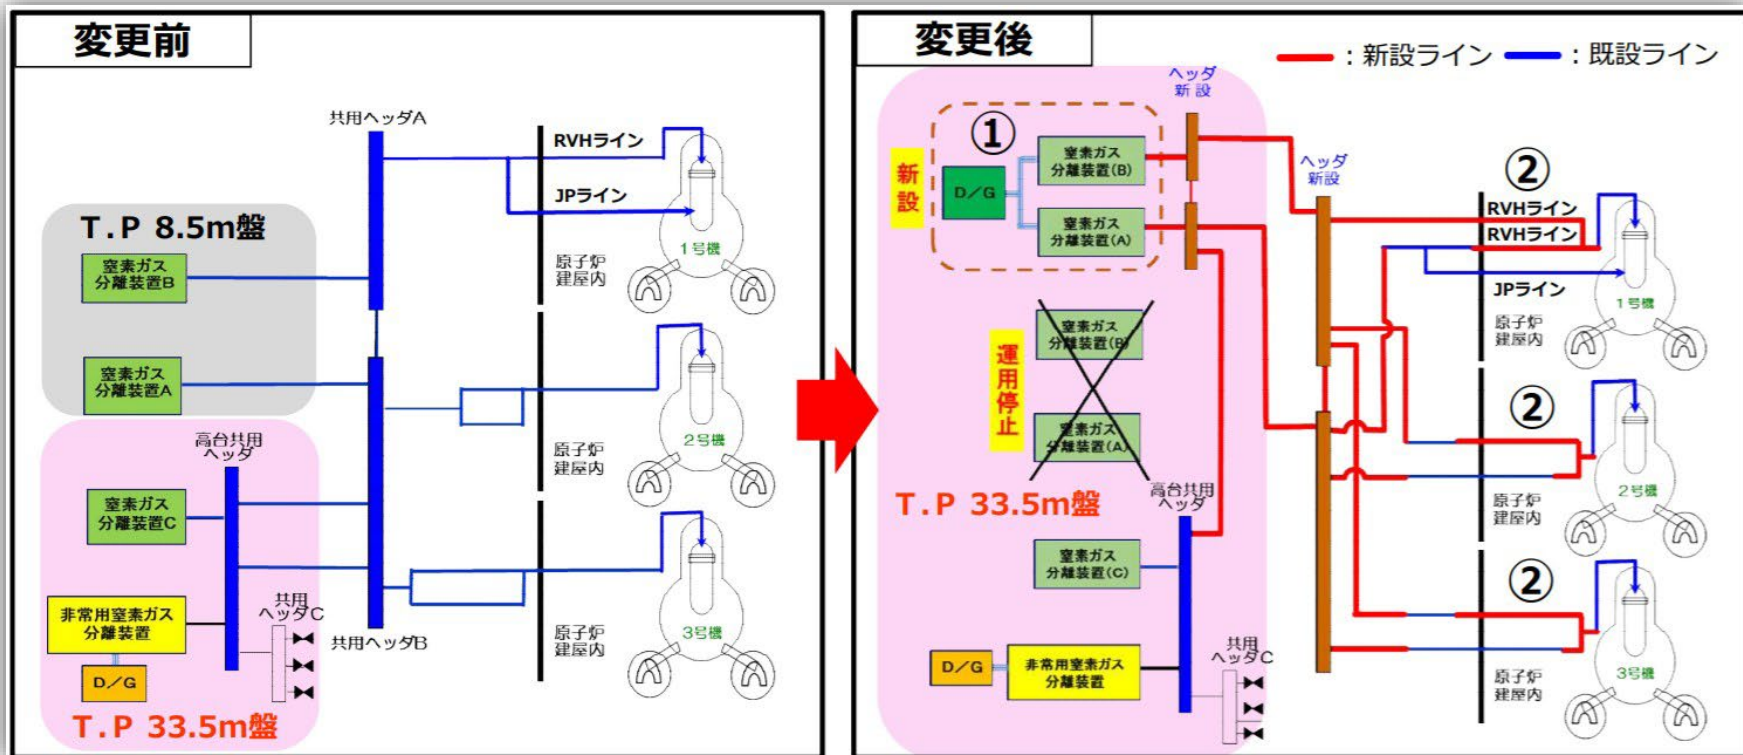 変更前
共用ヘッダA
RVHライン
JPライン
1号機
原子炉
建屋内
T.P 8.5m盤
窒素ガス
分離装置B
窒素ガス
分離装置A
2号機
原子炉
建屋内
高台共用
ヘッダ
窒素ガス
分離装置C
非常用窒素ガス
分離装置
D/G
共用
ヘッダC
共用ヘッダB
3号機
原子炉
建屋内
T.P 33.5m盤
変更後
:新設ライン
:既設ライン
ヘッダ
新設
新設
①
D/G
窒素ガス
分離装置(B)
窒素ガス
分離装置(A)
ヘッダ
新設
②
RVHライン
RVHライン
JPライン
1号機
原子炉
建屋内
運用停止
窒素ガス
分離装置(B)
窒素ガス
分離装置(A)
T.P 33.5m盤
②
2号機
原子炉
建屋内
高台共用
ヘッダ
窒素ガス
分離装置(C)
D/G
非常用窒素ガス
分離装置
共用
ヘッダC
②
3号機
原子炉
建屋内